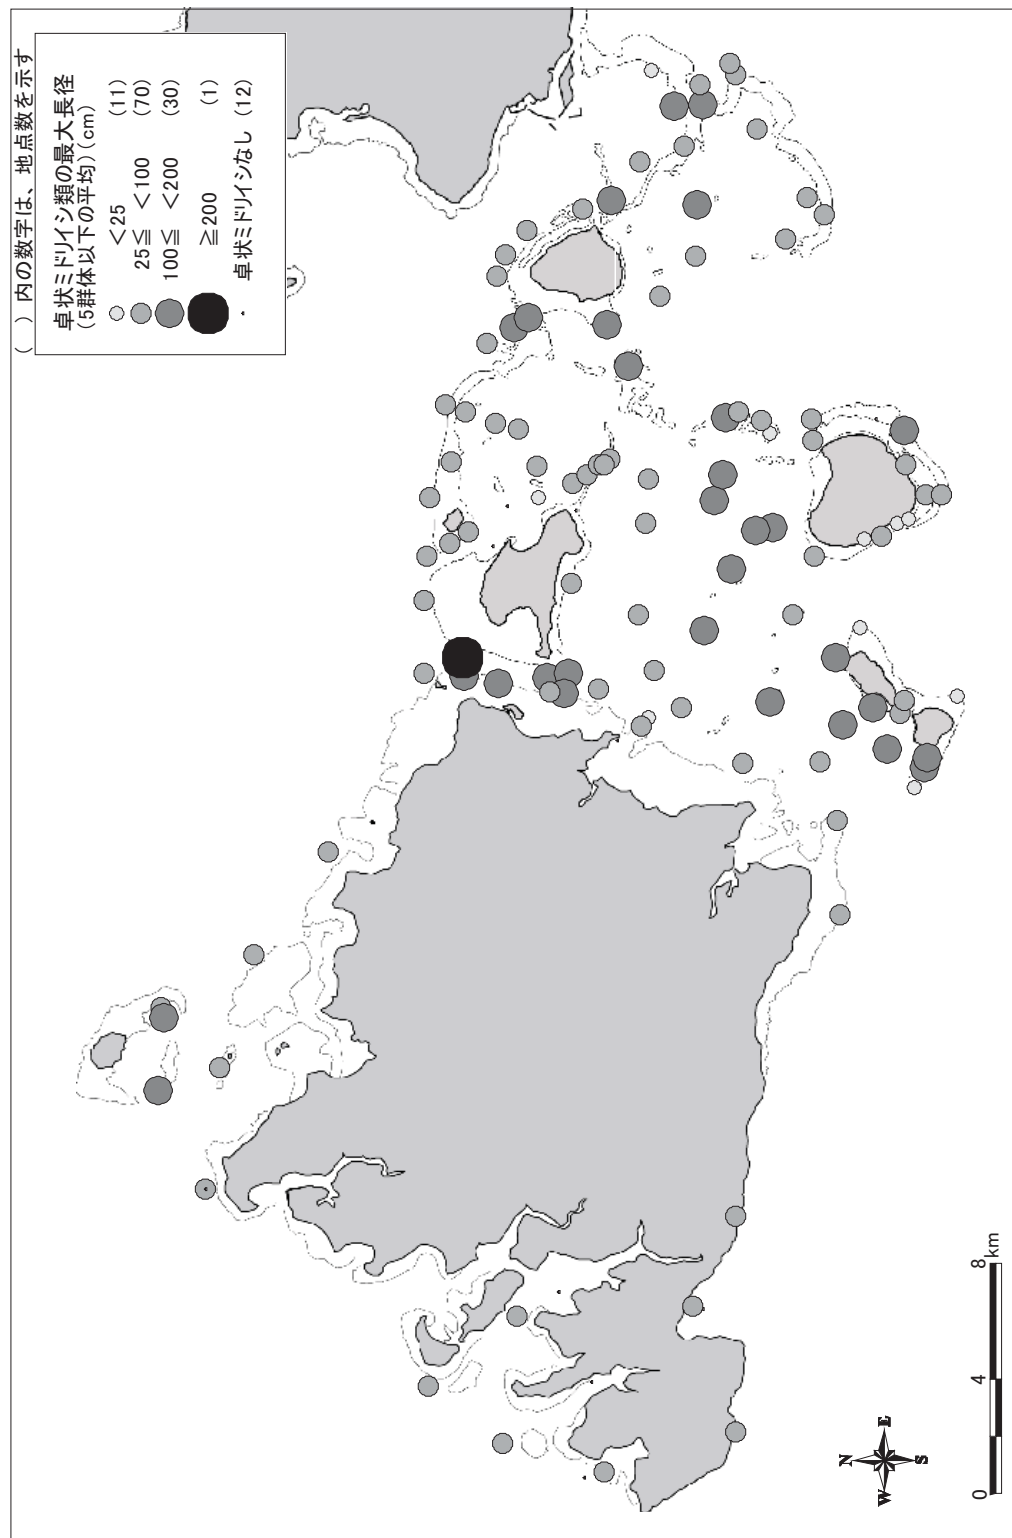 ( ) 内の数字は、地点数を示す
卓状ミドリイシ類の最大長径
(5群体以下の平均)(cm)
<25 (11)
25≦ <100 (70)
100≦ <200 (30)
≧200 (1)
卓状ミドリイシなし (12)
N
W E
S
0 4 8 km